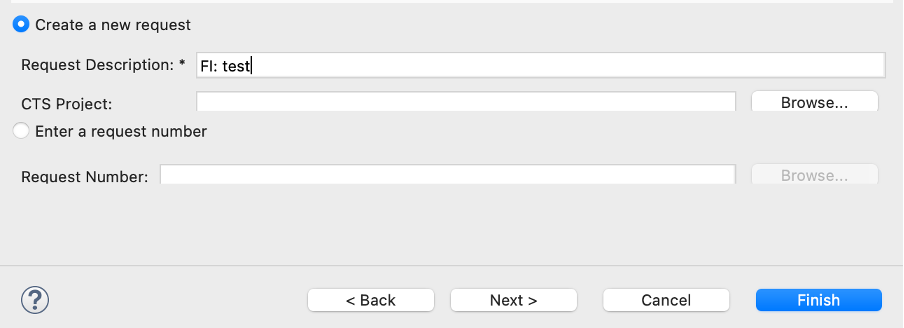 Create a new request
Request Description: * FI: test
CTS Project: Browse...
Enter a request number
Request Number: Browse...
? < Back Next > Cancel Finish